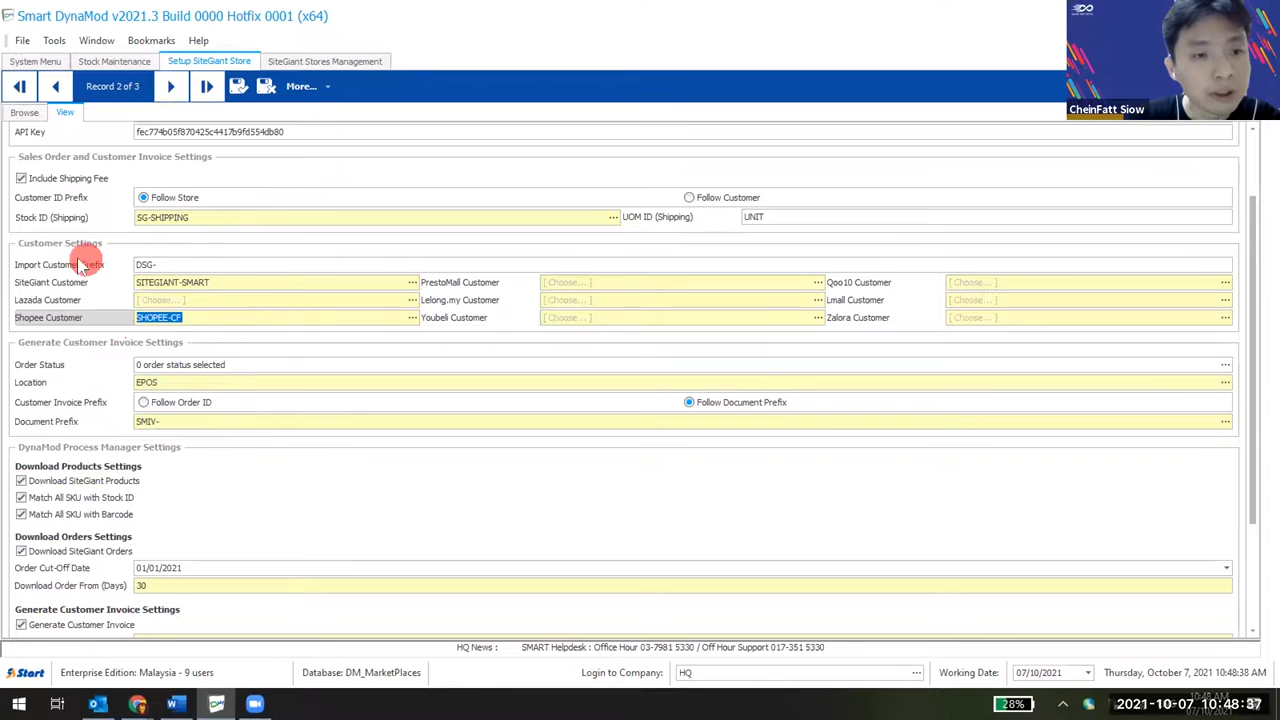 Smart DynaMod v2021.3 Build 0000 Hotfix 0001 (x64)
File Tools Window Bookmarks Help
System Menu Stock Maintenance Setup SiteGiant Store SiteGiant Stores Management
Record 2 of 3 More...
CheinFatt Siow
Browse View
API Key fec774b05f870425c4417b9fd554db80
Sales Order and Customer Invoice Settings
Include Shipping Fee
Customer ID Prefix Follow Store Follow Customer
Stock ID (Shipping) SG-SHIPPING UOM ID (Shipping) UNIT
Customer Settings
Import Customer Prefix DSG-
SiteGiant Customer SITEGIANT-SMART PrestoMall Customer [ Choose... ] Qoo10 Customer [ Choose... ]
Lazada Customer [ Choose... ] Lelong.my Customer [ Choose... ] Lmall Customer [ Choose... ]
Shopee Customer SHOPEE-CF Youbeli Customer [ Choose... ] Zalora Customer [ Choose... ]
Generate Customer Invoice Settings
Order Status 0 order status selected
Location EPOS
Customer Invoice Prefix Follow Order ID Follow Document Prefix
Document Prefix SMIV-
DynaMod Process Manager Settings
Download Products Settings
Download SiteGiant Products
Match All SKU with Stock ID
Match All SKU with Barcode
Download Orders Settings
Download SiteGiant Orders
Order Cut-Off Date 01/01/2021
Download Order From (Days) 30
Generate Customer Invoice Settings
Generate Customer Invoice
HQ News : SMART Helpdesk : Office Hour 03-7981 5330 / Off Hour Support 017-351 5330
Start Enterprise Edition: Malaysia - 9 users Database: DM_MarketPlaces Login to Company: HQ Working Date: 07/10/2021 Thursday, October 7, 2021 10:48:38 AM
28% 2021-10-07 10:48:37